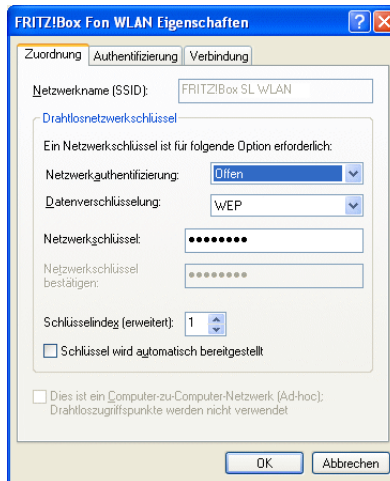 FRITZ!Box Fon WLAN Eigenschaften
Zuordnung Authentifizierung Verbindung
Netzwerkname (SSID): FRITZ!Box SL WLAN
Drahtlosnetzwerkschlüssel
Ein Netzwerkschlüssel ist für folgende Option erforderlich:
Netzwerkauthentifizierung: Offen
Datenverschlüsselung: WEP
Netzwerkschlüssel: ••••••••
Netzwerkschlüssel
bestätigen: ••••••••
Schlüsselindex (erweitert): 1
Schlüssel wird automatisch bereitgestellt
Dies ist ein Computer-zu-Computer-Netzwerk (Ad-hoc);
Drahtloszugriffspunkte werden nicht verwendet
OK Abbrechen